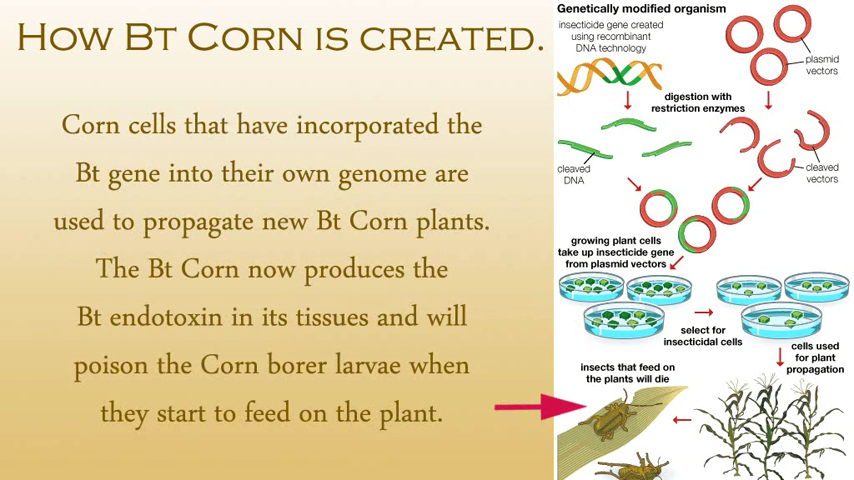 How Bt Corn is created.
Corn cells that have incorporated the
Bt gene into their own genome are
used to propagate new Bt Corn plants.
The Bt Corn now produces the
Bt endotoxin in its tissues and will
poison the Corn borer larvae when
they start to feed on the plant.
Genetically modified organism
insecticide gene created
using recombinant
DNA technology
plasmid
vectors
digestion with
restriction enzymes
cleaved
DNA
cleaved
vectors
growing plant cells
take up insecticide gene
from plasmid vectors
select for
insecticidal cells
cells used
for plant
propagation
insects that feed on
the plants will die